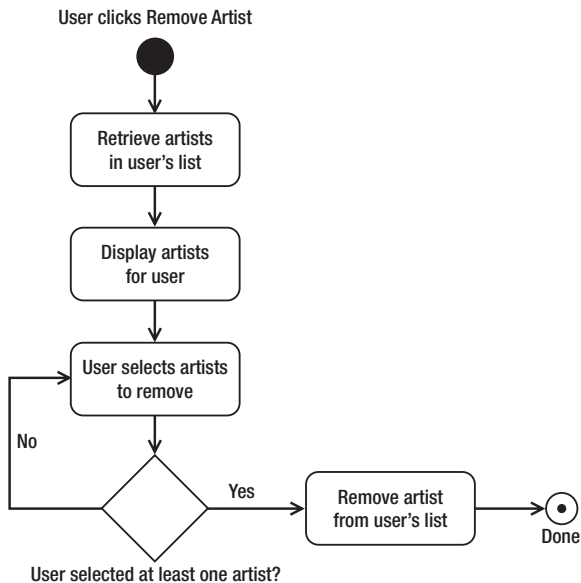 User clicks Remove Artist
Retrieve artists
in user's list
Display artists
for user
User selects artists
to remove
No
Yes
Remove artist
from user's list
Done
User selected at least one artist?